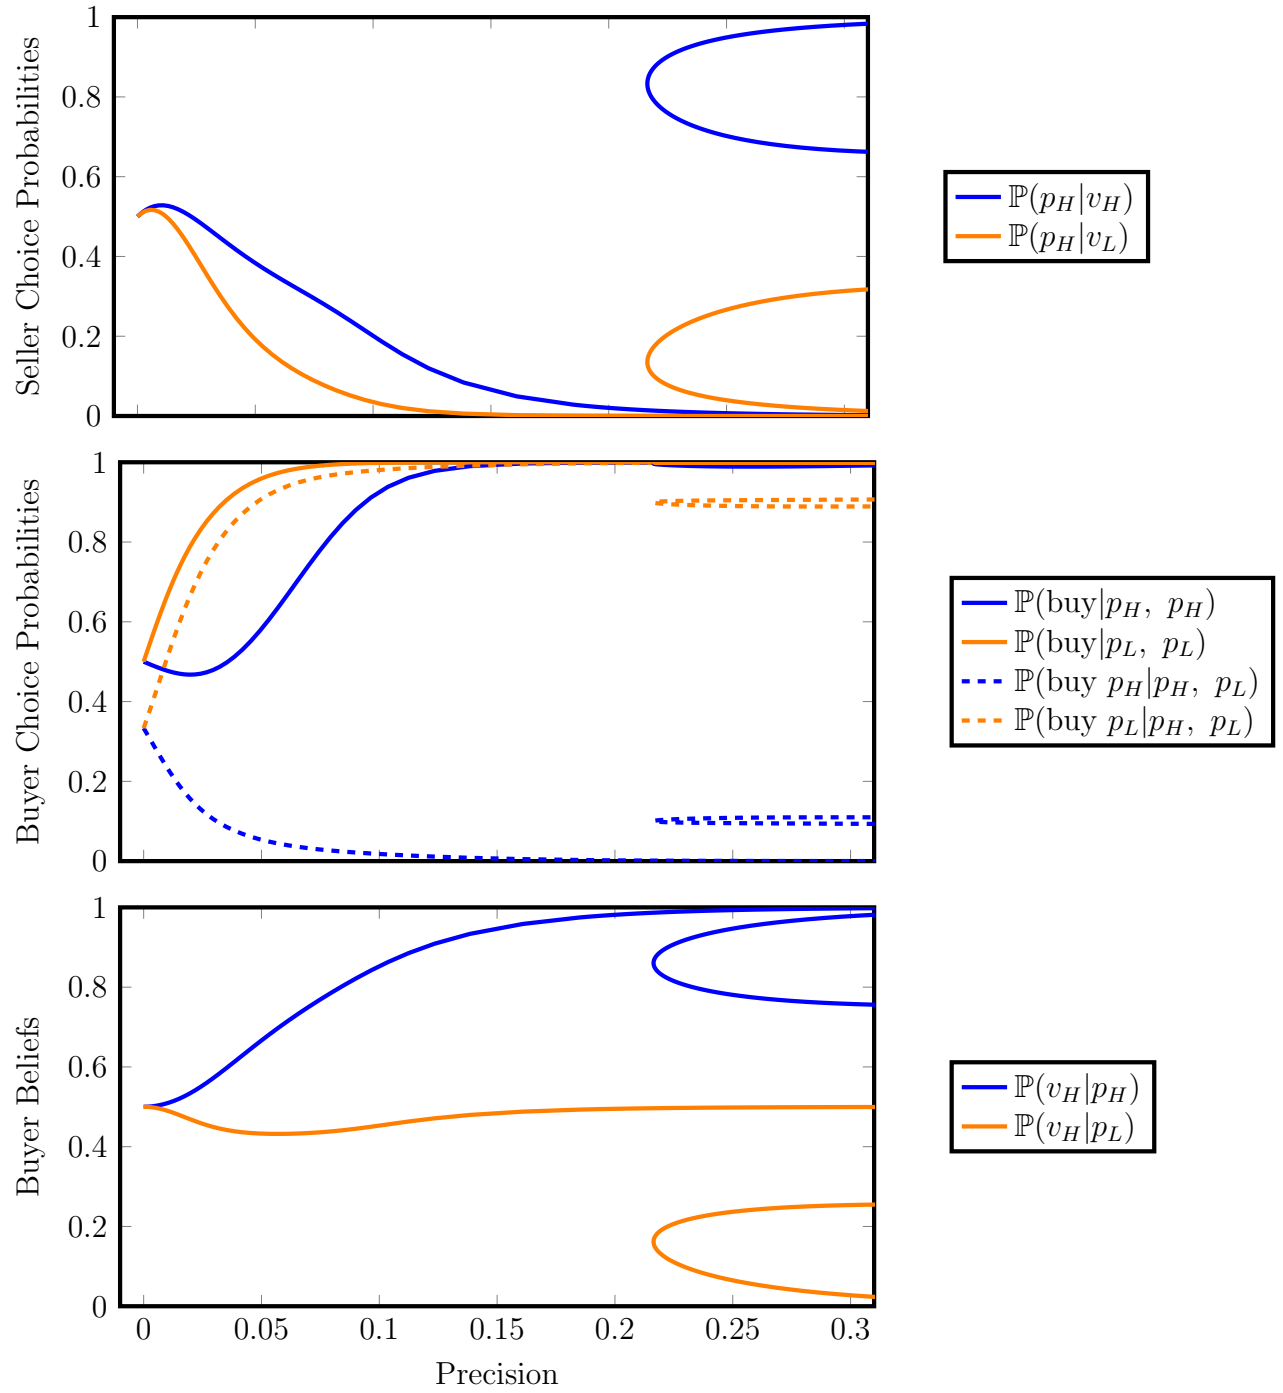 Seller Choice Probabilities
1
0.8
0.6
0.4
0.2
0
ℙ(p_H|v_H)
ℙ(p_H|v_L)
Buyer Choice Probabilities
1
0.8
0.6
0.4
0.2
0
ℙ(buy|p_H, p_H)
ℙ(buy|p_L, p_L)
ℙ(buy p_H|p_H, p_L)
ℙ(buy p_L|p_H, p_L)
Buyer Beliefs
1
0.8
0.6
0.4
0.2
0
ℙ(v_H|p_H)
ℙ(v_H|p_L)
0 0.05 0.1 0.15 0.2 0.25 0.3
Precision